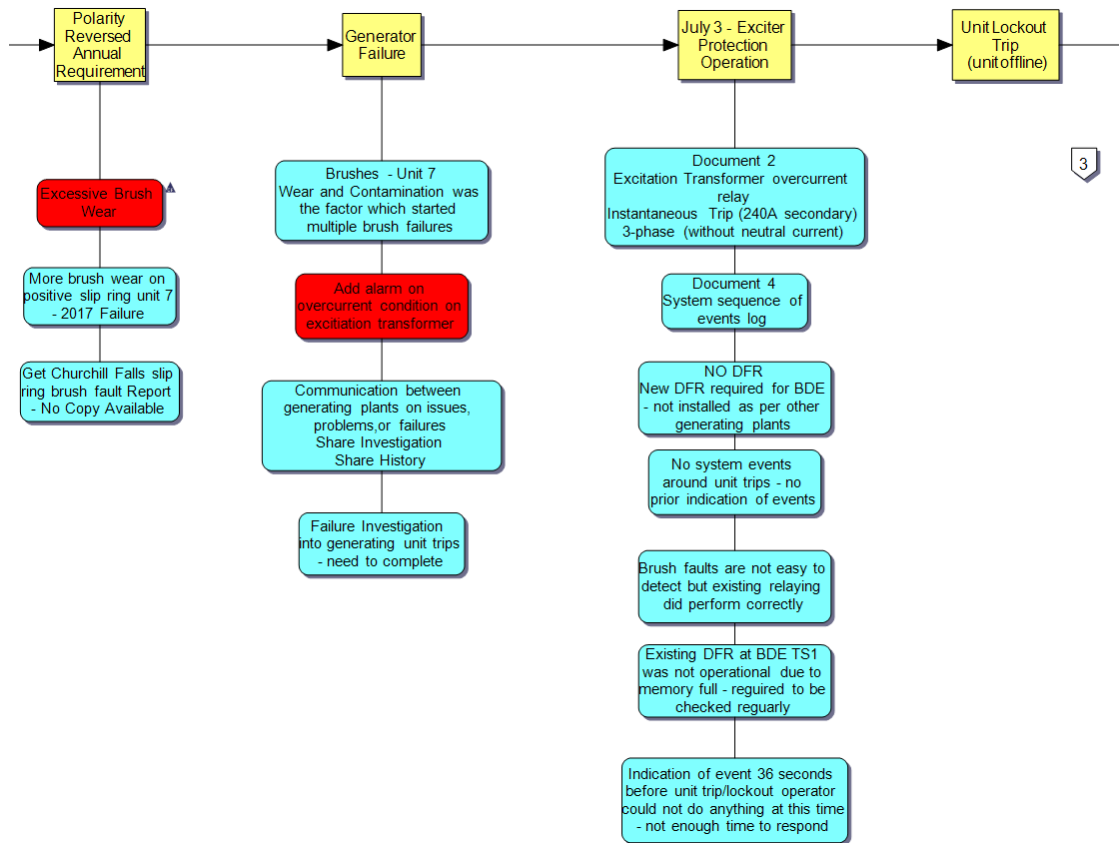 Polarity
Reversed
Annual
Requirement
Generator
Failure
July 3 - Exciter
Protection
Operation
Unit Lockout
Trip
(unit offline)
Excessive Brush
Wear
More brush wear on
positive slip ring unit 7
- 2017 Failure
Get Churchill Falls slip
ring brush fault Report
- No Copy Available
Brushes - Unit 7
Wear and Contamination was
the factor which started
multiple brush failures
Add alarm on
overcurrent condition on
excitiation transformer
Communication between
generating plants on issues,
problems,or failures
Share Investigation
Share History
Failure Investigation
into generating unit trips
- need to complete
Document 2
Excitation Transformer overcurrent
relay
Instantaneous Trip (240A secondary)
3-phase (without neutral current)
Document 4
System sequence of
events log
NO DFR
New DFR required for BDE
- not installed as per other
generating plants
No system events
around unit trips - no
prior indication of events
Brush faults are not easy to
detect but existing relaying
did perform correctly
Existing DFR at BDE TS1
was not operational due to
memory full - reguired to be
checked reguarly
Indication of event 36 seconds
before unit trip/lockout operator
could not do anything at this time
- not enough time to respond
3